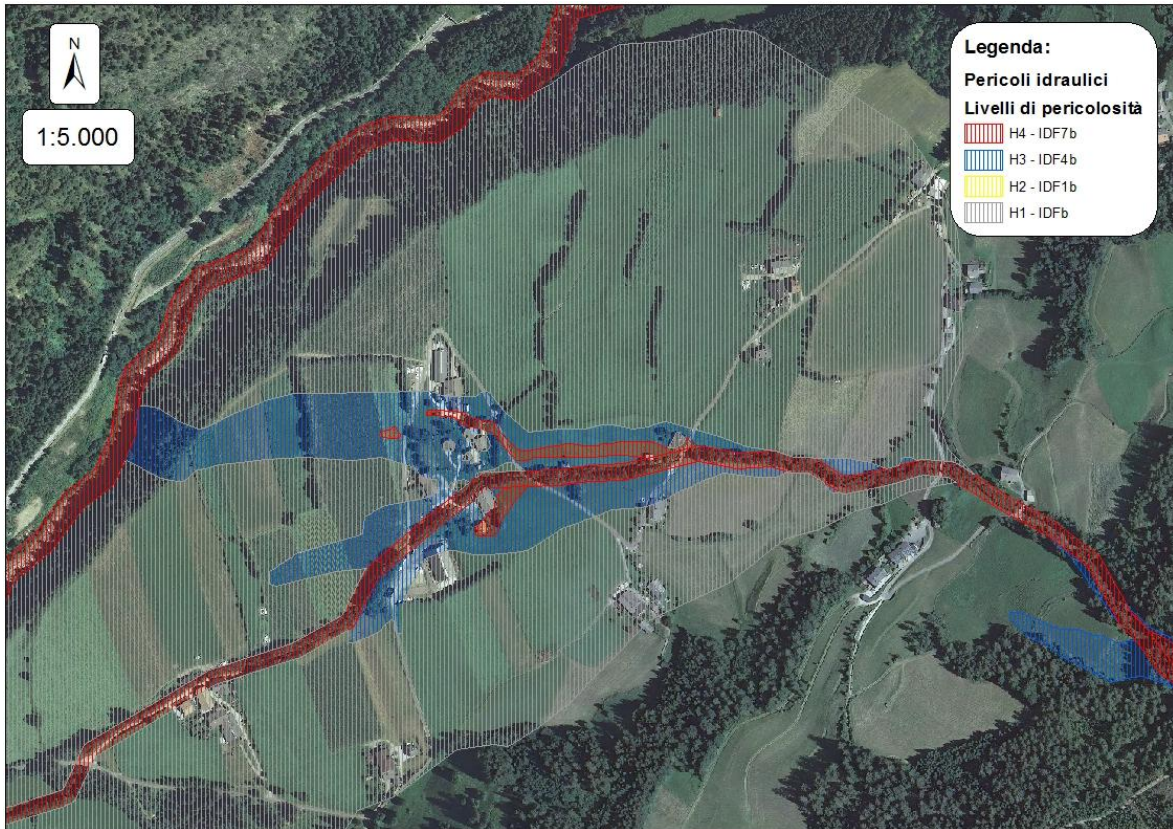 N
1:5.000
Legenda:
Pericoli idraulici
Livelli di pericolosità
H4 - IDF7b
H3 - IDF4b
H2 - IDF1b
H1 - IDFb